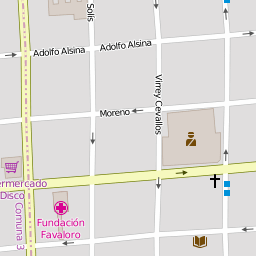 Solís
Adolfo Alsina
Adolfo Alsina
Virrey Cevallos
Moreno
ermercado
Disco
Comuna 3
Fundación
Favaloro